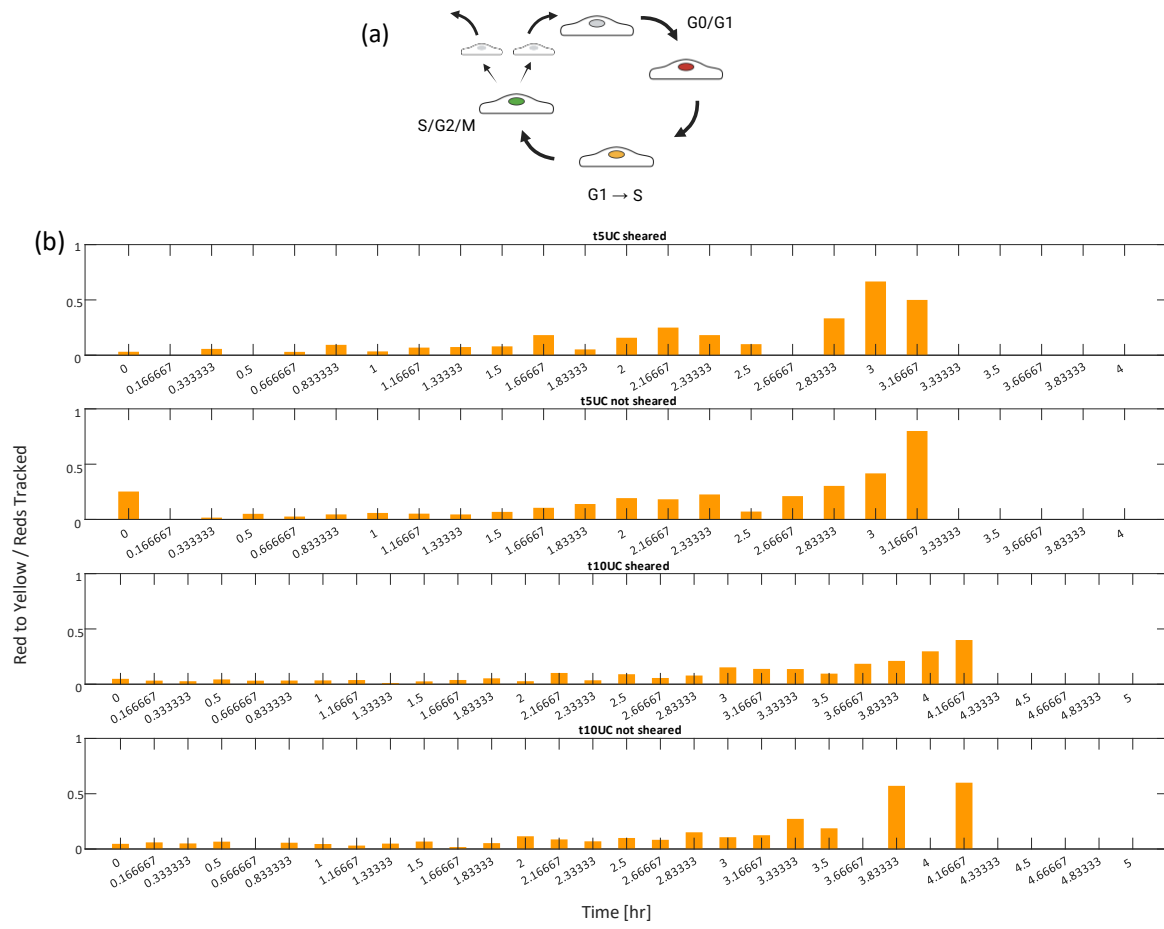 (a)
G0/G1
S/G2/M
G1 → S
(b)
Red to Yellow / Reds Tracked
t5UC sheared
1
0.5
0
0 0.166667 0.333333 0.5 0.666667 0.833333 1 1.16667 1.33333 1.5 1.66667 1.83333 2 2.16667 2.33333 2.5 2.66667 2.83333 3 3.16667 3.33333 3.5 3.66667 3.83333 4
t5UC not sheared
1
0.5
0
0 0.166667 0.333333 0.5 0.666667 0.833333 1 1.16667 1.33333 1.5 1.66667 1.83333 2 2.16667 2.33333 2.5 2.66667 2.83333 3 3.16667 3.33333 3.5 3.66667 3.83333 4
t10UC sheared
1
0.5
0
0 0.166667 0.333333 0.5 0.666667 0.833333 1 1.16667 1.33333 1.5 1.66667 1.83333 2 2.16667 2.33333 2.5 2.66667 2.83333 3 3.16667 3.33333 3.5 3.66667 3.83333 4 4.16667 4.33333 4.5 4.66667 4.83333 5
t10UC not sheared
1
0.5
0
0 0.166667 0.333333 0.5 0.666667 0.833333 1 1.16667 1.33333 1.5 1.66667 1.83333 2 2.16667 2.33333 2.5 2.66667 2.83333 3 3.16667 3.33333 3.5 3.66667 3.83333 4 4.16667 4.33333 4.5 4.66667 4.83333 5
Time [hr]